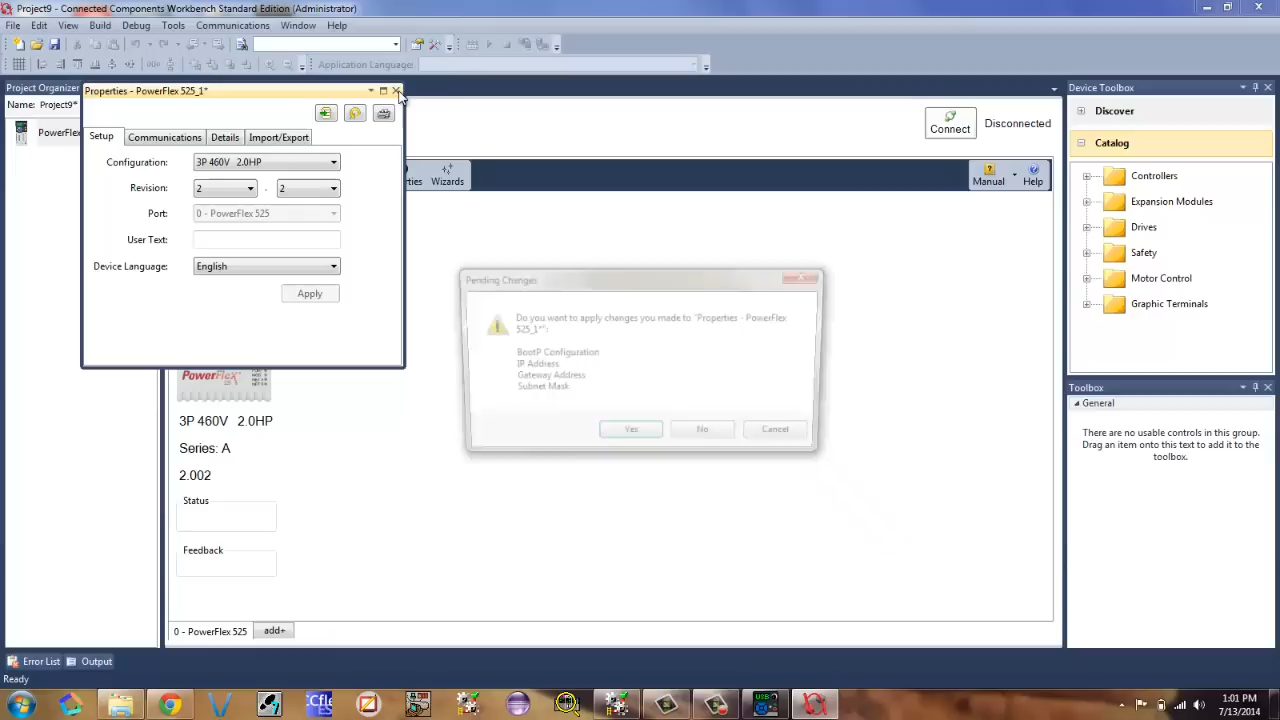 Project9 - Connected Components Workbench Standard Edition (Administrator)
File Edit View Build Debug Tools Communications Window Help
Application Language:
Project Organizer
Name: Project9*
PowerFlex
Properties - PowerFlex 525_1*
Setup Communications Details Import/Export
Configuration: 3P 460V 2.0HP
Revision: 2 . 2
Port: 0 - PowerFlex 525
User Text:
Device Language: English
Apply
Connect Disconnected
Wizards
Manual Help
Pending Changes
Do you want to apply changes you made to "Properties - PowerFlex
525_1*":
BootP Configuration
IP Address
Gateway Address
Subnet Mask
Yes No Cancel
PowerFlex
3P 460V 2.0HP
Series: A
2.002
Status
Feedback
0 - PowerFlex 525 add+
Device Toolbox
Discover
Catalog
Controllers
Expansion Modules
Drives
Safety
Motor Control
Graphic Terminals
Toolbox
General
There are no usable controls in this group.
Drag an item onto this text to add it to the
toolbox.
Error List Output
Ready
1:01 PM
7/13/2014